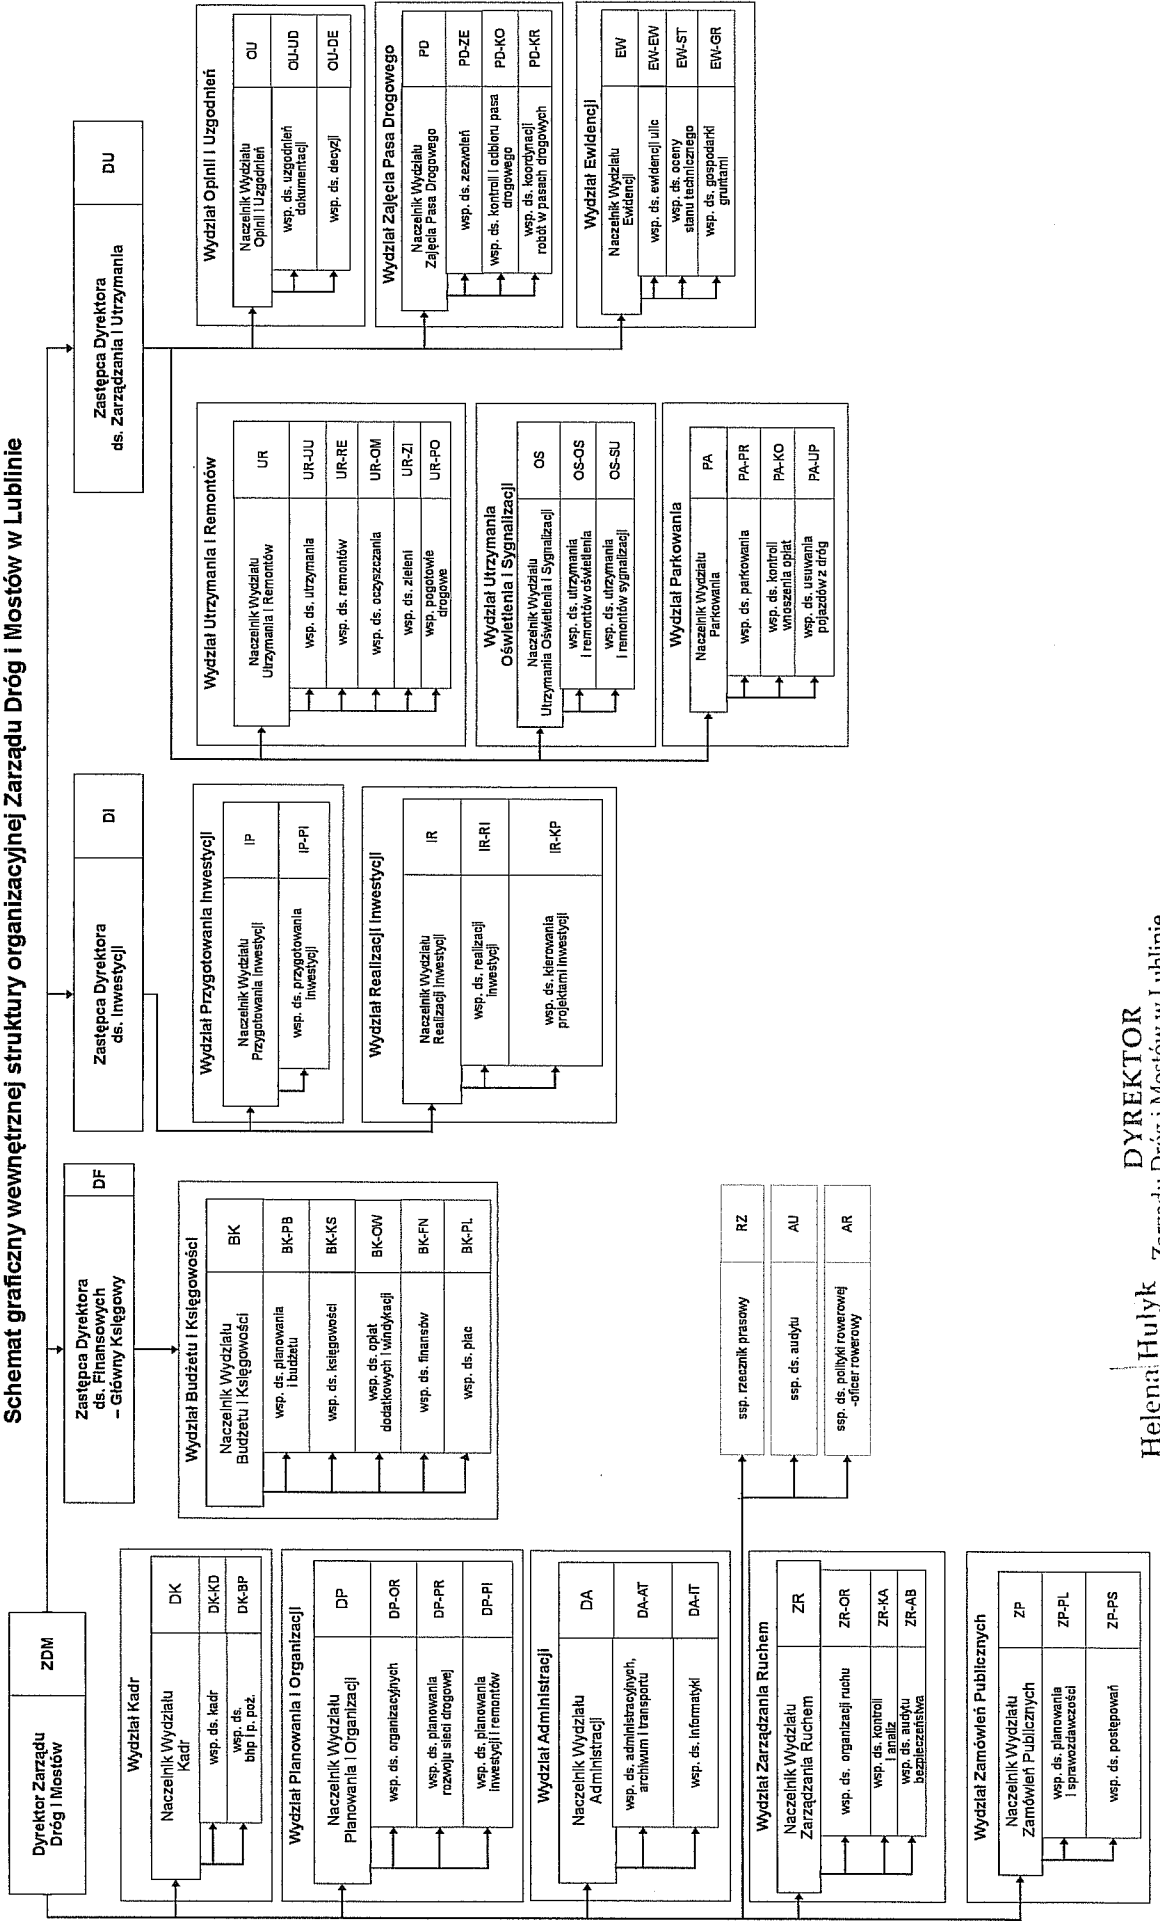 Schemat graficzny wewnętrznej struktury organizacyjnej Zarządu Dróg i Mostów w Lublinie
Dyrektor Zarządu
Dróg i Mostów
ZDM
Zastępca Dyrektora
ds. Finansowych
– Główny Księgowy
DF
Zastępca Dyrektora
ds. Inwestycji
DI
Zastępca Dyrektora
ds. Zarządzania i Utrzymania
DU
Wydział Kadr
Naczelnik Wydziału
Kadr
DK
wsp. ds. kadr
DK-KD
wsp. ds.
bhp i p. poż.
DK-BP
Wydział Planowania i Organizacji
Naczelnik Wydziału
Planowania i Organizacji
DP
wsp. ds. organizacyjnych
DP-OR
wsp. ds. planowania
rozwoju sieci drogowej
DP-PR
wsp. ds. planowania
inwestycji i remontów
DP-PI
Wydział Administracji
Naczelnik Wydziału
Administracji
DA
wsp. ds. administracyjnych,
archiwum i transportu
DA-AT
wsp. ds. informatyki
DA-IT
Wydział Zarządzania Ruchem
Naczelnik Wydziału
Zarządzania Ruchem
ZR
wsp. ds. organizacji ruchu
ZR-OR
wsp. ds. kontroli
i analiz
ZR-KA
wsp. ds. audytu
bezpieczeństwa
ZR-AB
Wydział Zamówień Publicznych
Naczelnik Wydziału
Zamówień Publicznych
ZP
wsp. ds. planowania
i sprawozdawczości
ZP-PL
wsp. ds. postępowań
ZP-PS
Wydział Budżetu i Księgowości
Naczelnik Wydziału
Budżetu i Księgowości
BK
wsp. ds. planowania
i budżetu
BK-PB
wsp. ds. księgowości
BK-KS
wsp. ds. opłat
dodatkowych i windykacji
BK-OW
wsp. ds. finansów
BK-FN
wsp. ds. płac
BK-PL
ssp. rzecznik prasowy
RZ
ssp. ds. audytu
AU
ssp. ds. polityki rowerowej
-oficer rowerowy
AR
Wydział Przygotowania Inwestycji
Naczelnik Wydziału
Przygotowania Inwestycji
IP
wsp. ds. przygotowania
inwestycji
IP-PI
Wydział Realizacji Inwestycji
Naczelnik Wydziału
Realizacji Inwestycji
IR
wsp. ds. realizacji
inwestycji
IR-RI
wsp. ds. kierowania
projektami inwestycji
IR-KP
Wydział Utrzymania i Remontów
Naczelnik Wydziału
Utrzymania i Remontów
UR
wsp. ds. utrzymania
UR-UU
wsp. ds. remontów
UR-RE
wsp. ds. oczyszczania
UR-OM
wsp. ds. zieleni
UR-ZI
wsp. pogotowie
drogowe
UR-PO
Wydział Utrzymania
Oświetlenia i Sygnalizacji
Naczelnik Wydziału
Utrzymania Oświetlenia i Sygnalizacji
OS
wsp. ds. utrzymania
i remontów oświetlenia
OS-OS
wsp. ds. utrzymania
i remontów sygnalizacji
OS-SU
Wydział Parkowania
Naczelnik Wydziału
Parkowania
PA
wsp. ds. parkowania
PA-PR
wsp. ds. kontroli
wnoszenia opłat
PA-KO
wsp. ds. usuwania
pojazdów z dróg
PA-UP
Wydział Opinii i Uzgodnień
Naczelnik Wydziału
Opinii i Uzgodnień
OU
wsp. ds. uzgodnień
dokumentacji
OU-UD
wsp. ds. decyzji
OU-DE
Wydział Zajęcia Pasa Drogowego
Naczelnik Wydziału
Zajęcia Pasa Drogowego
PD
wsp. ds. zezwoleń
PD-ZE
wsp. ds. kontroli i odbioru pasa
drogowego
PD-KO
wsp. ds. koordynacji
robót w pasach drogowych
PD-KR
Wydział Ewidencji
Naczelnik Wydziału
Ewidencji
EW
wsp. ds. ewidencji ulic
EW-EW
wsp. ds. oceny
stanu technicznego
EW-ST
wsp. ds. gospodarki
gruntami
EW-GR
DYREKTOR
Zarządu Dróg i Mostów w Lublinie
Helena Hułyk